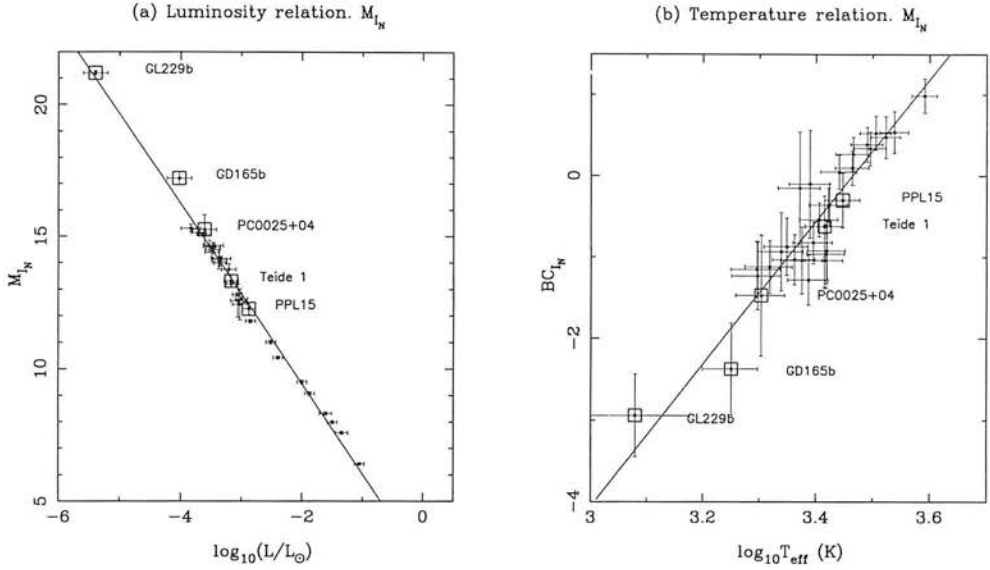 (a) Luminosity relation. M_{I_N}
M_{I_N}
20
15
10
5
GL229b
GD165b
PC0025+04
Teide 1
PPL15
−6
−4
−2
0
log₁₀(L/L⊙)
(b) Temperature relation. M_{I_N}
BC_{I_N}
0
−2
−4
PPL15
Teide 1
PC0025+04
GD165b
GL229b
3
3.2
3.4
3.6
log₁₀T_{eff} (K)